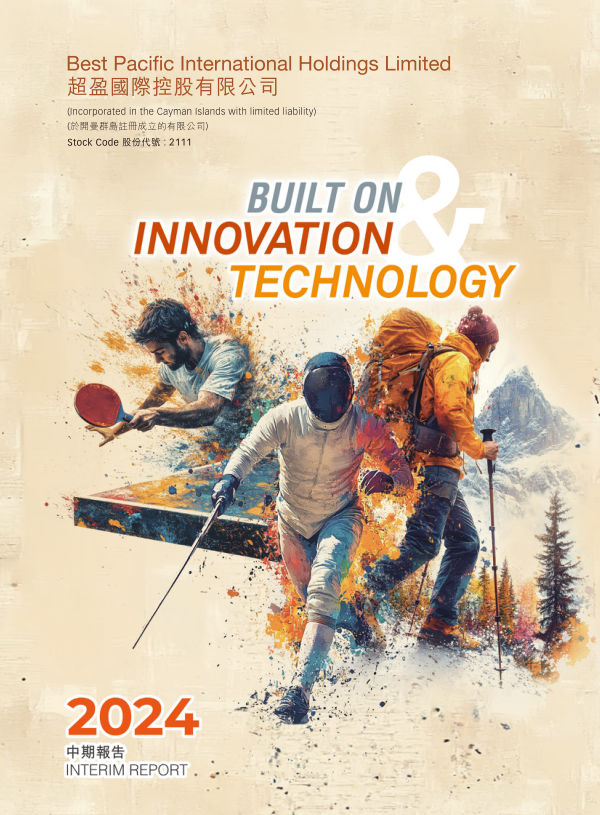 Best Pacific International Holdings Limited
超盈國際控股有限公司
(Incorporated in the Cayman Islands with limited liability)
(於開曼群島註冊成立的有限公司)
Stock Code 股份代號 : 2111
BUILT ON
INNOVATION &
TECHNOLOGY
2024
中期報告
INTERIM REPORT